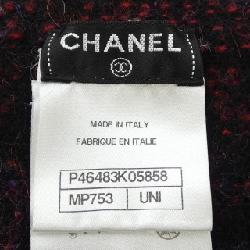 CHANEL
MADE IN ITALY
FABRIQUE EN ITALIE
P46483K05858
MP753 UNI